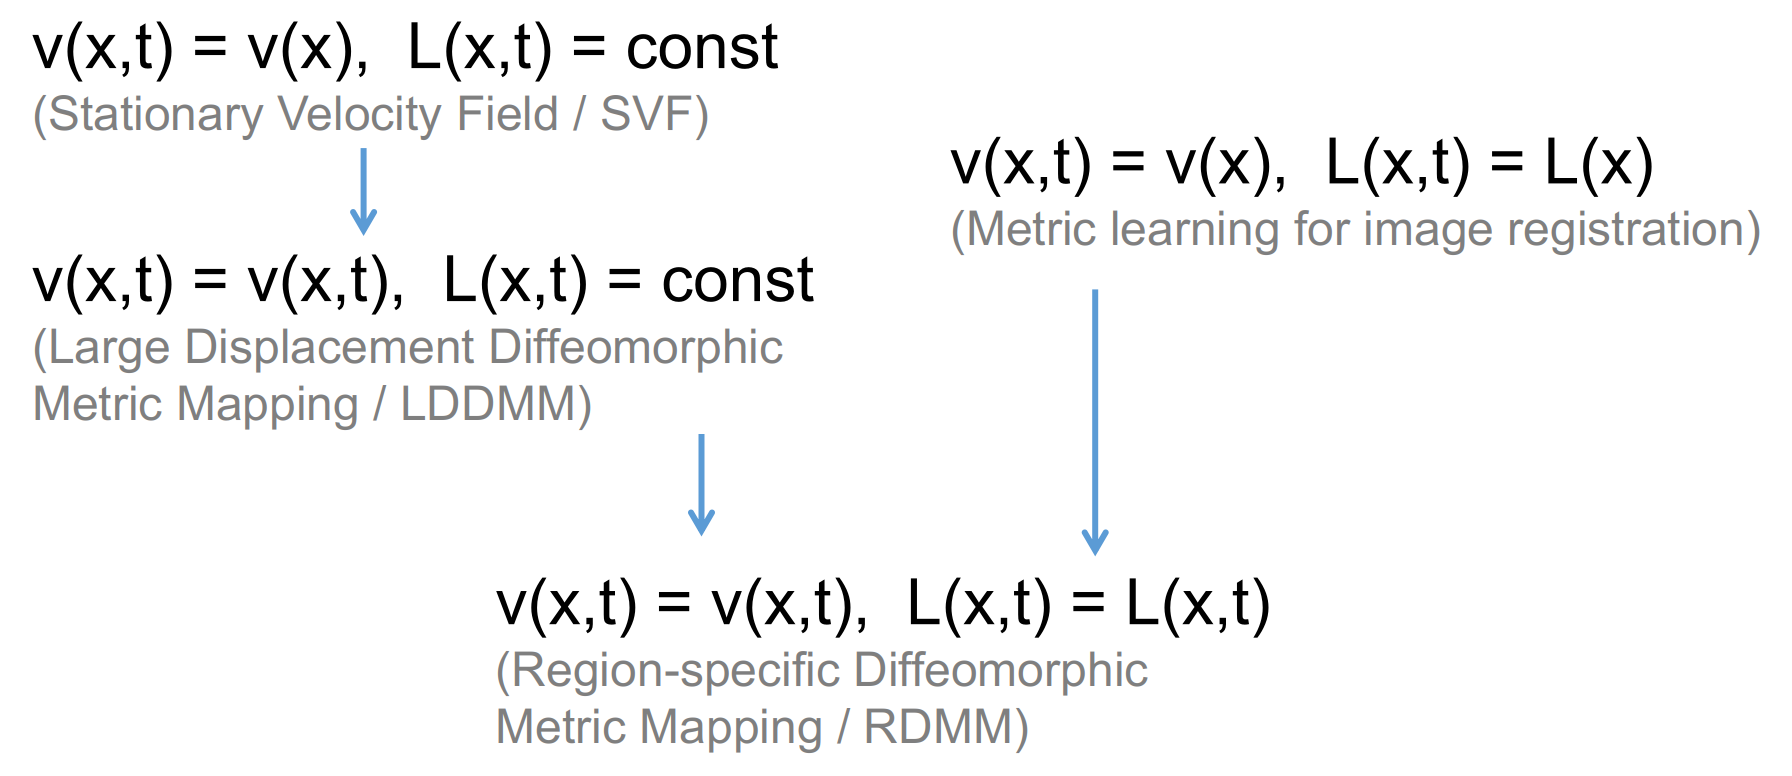 v(x,t) = v(x),  L(x,t) = const
(Stationary Velocity Field / SVF)
v(x,t) = v(x,t),  L(x,t) = const
(Large Displacement Diffeomorphic
Metric Mapping / LDDMM)
v(x,t) = v(x),  L(x,t) = L(x)
(Metric learning for image registration)
v(x,t) = v(x,t),  L(x,t) = L(x,t)
(Region-specific Diffeomorphic
Metric Mapping / RDMM)